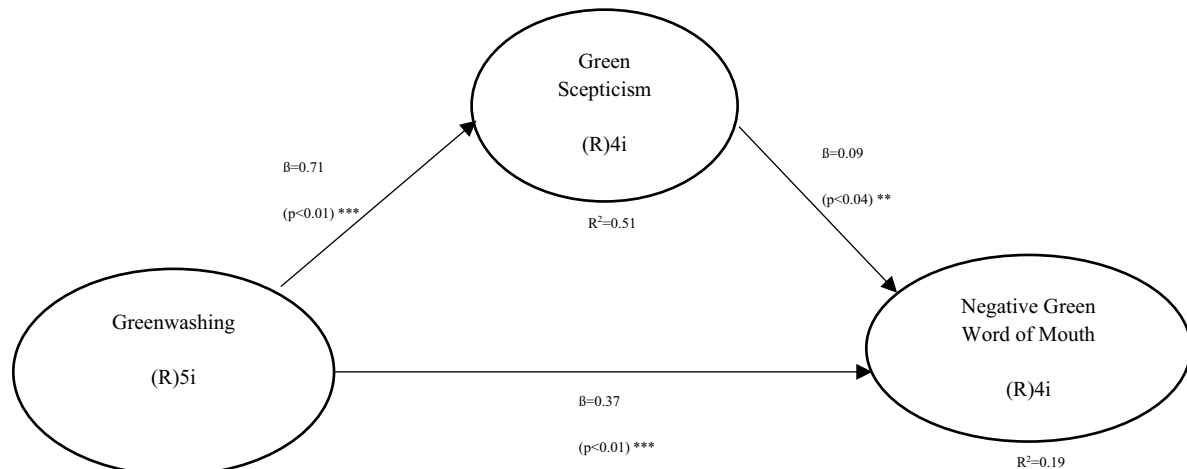 Green
Scepticism
(R)4i
ß=0.71
(p<0.01) ***
ß=0.09
(p<0.04) **
R²=0.51
Greenwashing
(R)5i
Negative Green
Word of Mouth
(R)4i
ß=0.37
(p<0.01) ***
R²=0.19